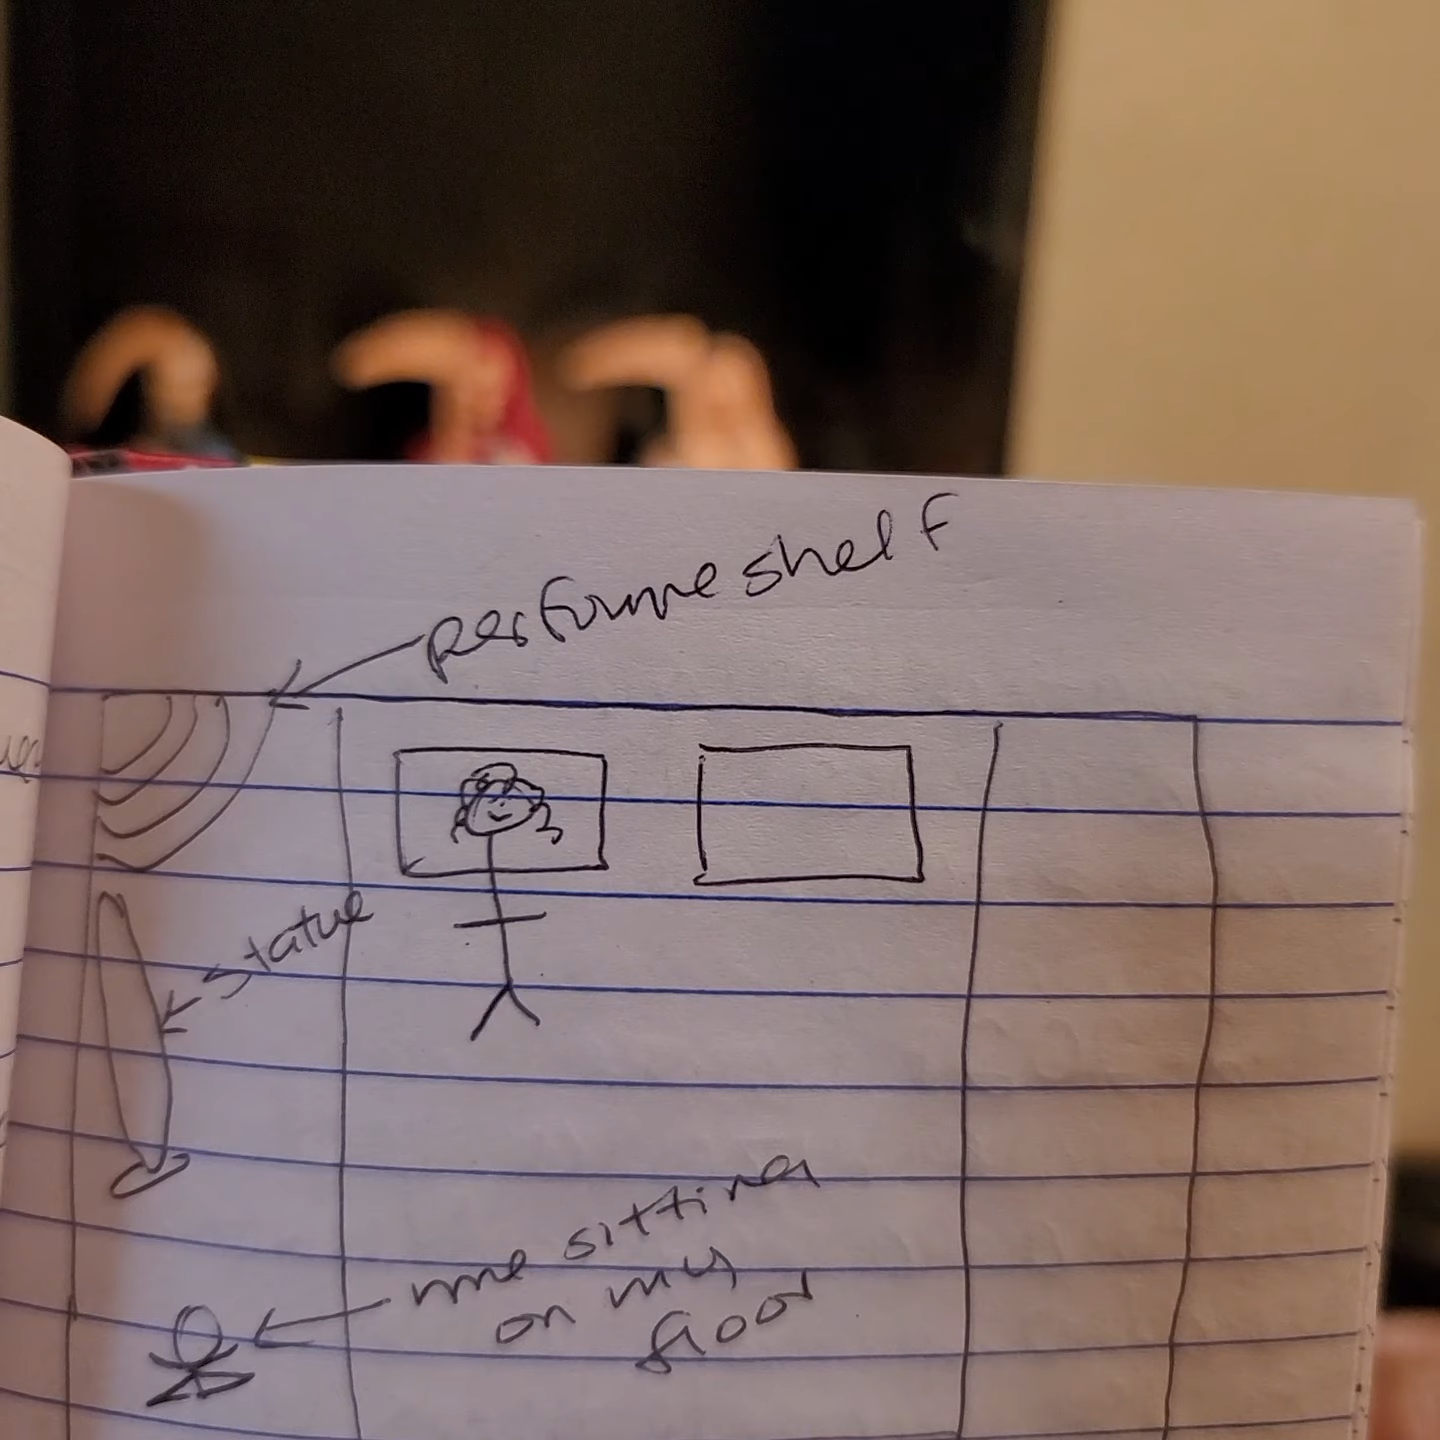 perfume shelf
statue
me sitting
on my
floor